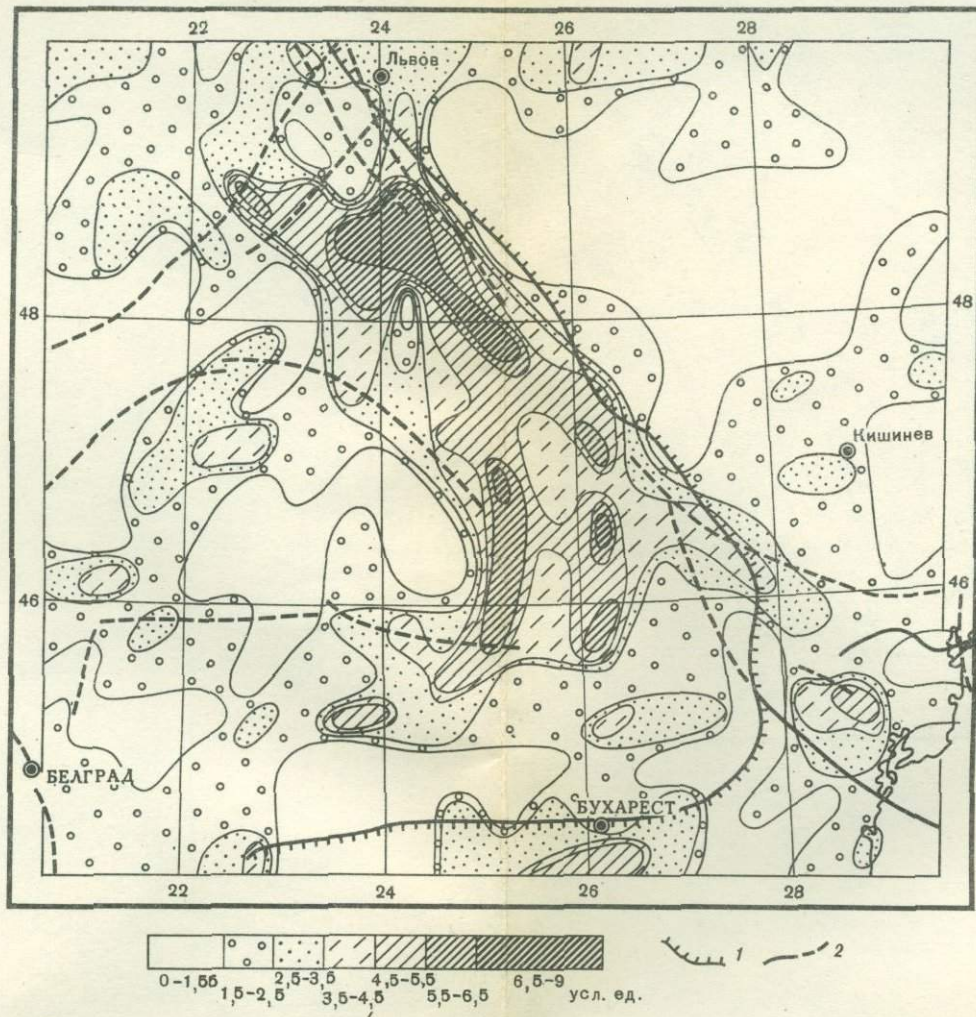 22 24 26 28
Львов
48 48
Кишинев
46 46
БЕЛГРАД
БУХАРЕСТ
22 24 26 28
0-1,55 2,5-3,5 4,5-5,5 6,5-9 1 2
1,5-2,5 3,5-4,5 5,5-6,5 усл. ед.